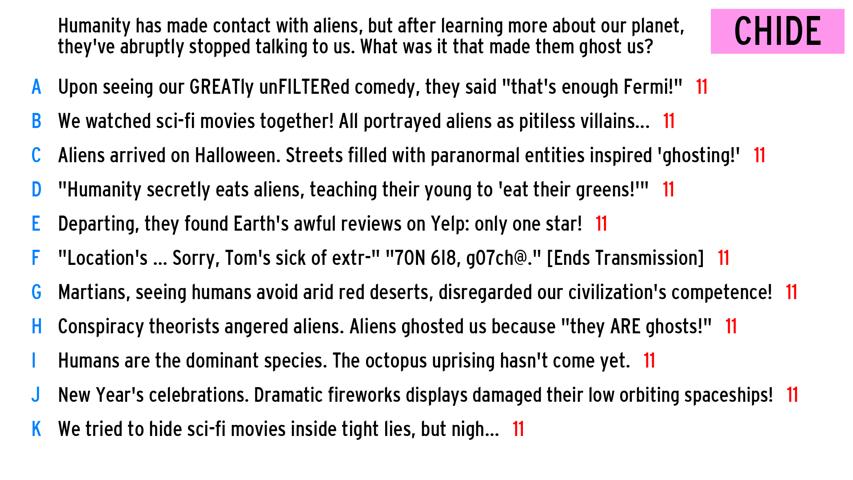 Humanity has made contact with aliens, but after learning more about our planet,
they've abruptly stopped talking to us. What was it that made them ghost us?
CHIDE
A Upon seeing our GREATly unFILTERed comedy, they said "that's enough Fermi!" 11
B We watched sci-fi movies together! All portrayed aliens as pitiless villains... 11
C Aliens arrived on Halloween. Streets filled with paranormal entities inspired 'ghosting!' 11
D "Humanity secretly eats aliens, teaching their young to 'eat their greens!'" 11
E Departing, they found Earth's awful reviews on Yelp: only one star! 11
F "Location's ... Sorry, Tom's sick of extr-" "70N 6I8, g07ch@." [Ends Transmission] 11
G Martians, seeing humans avoid arid red deserts, disregarded our civilization's competence! 11
H Conspiracy theorists angered aliens. Aliens ghosted us because "they ARE ghosts!" 11
I Humans are the dominant species. The octopus uprising hasn't come yet. 11
J New Year's celebrations. Dramatic fireworks displays damaged their low orbiting spaceships! 11
K We tried to hide sci-fi movies inside tight lies, but nigh... 11